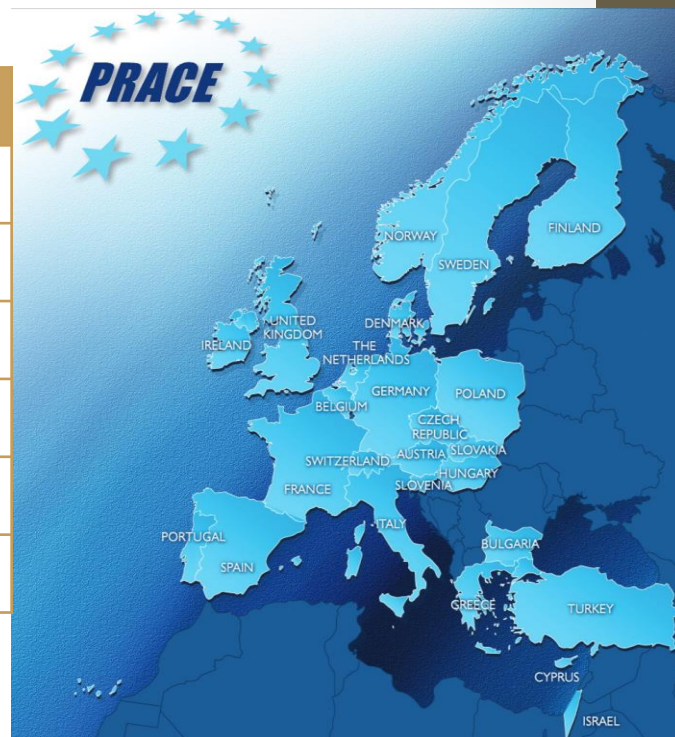 PRACE
NORWAY
FINLAND
SWEDEN
UNITED
KINGDOM
DENMARK
IRELAND
THE
NETHERLANDS
GERMANY
POLAND
BELGIUM
CZECH
REPUBLIC
SWITZERLAND
AUSTRIA
SLOVAKIA
HUNGARY
SLOVENIA
FRANCE
ITALY
PORTUGAL
SPAIN
BULGARIA
GREECE
TURKEY
CYPRUS
ISRAEL